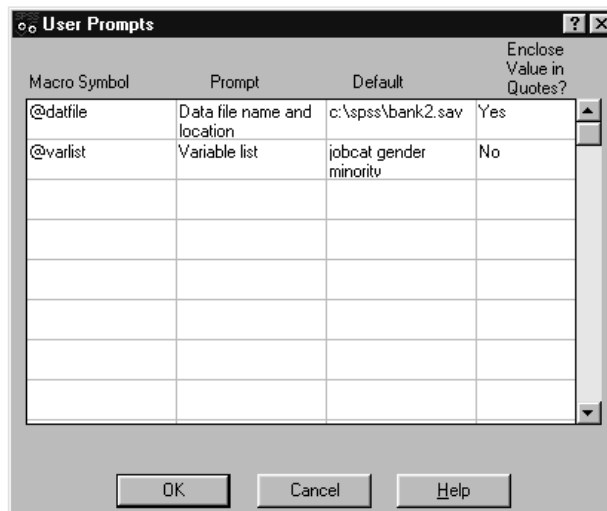 User Prompts
Macro Symbol Prompt Default Enclose Value in Quotes?
@datfile Data file name and location c:\spss\bank2.sav Yes
@varlist Variable list jobcat gender minority No
OK Cancel Help